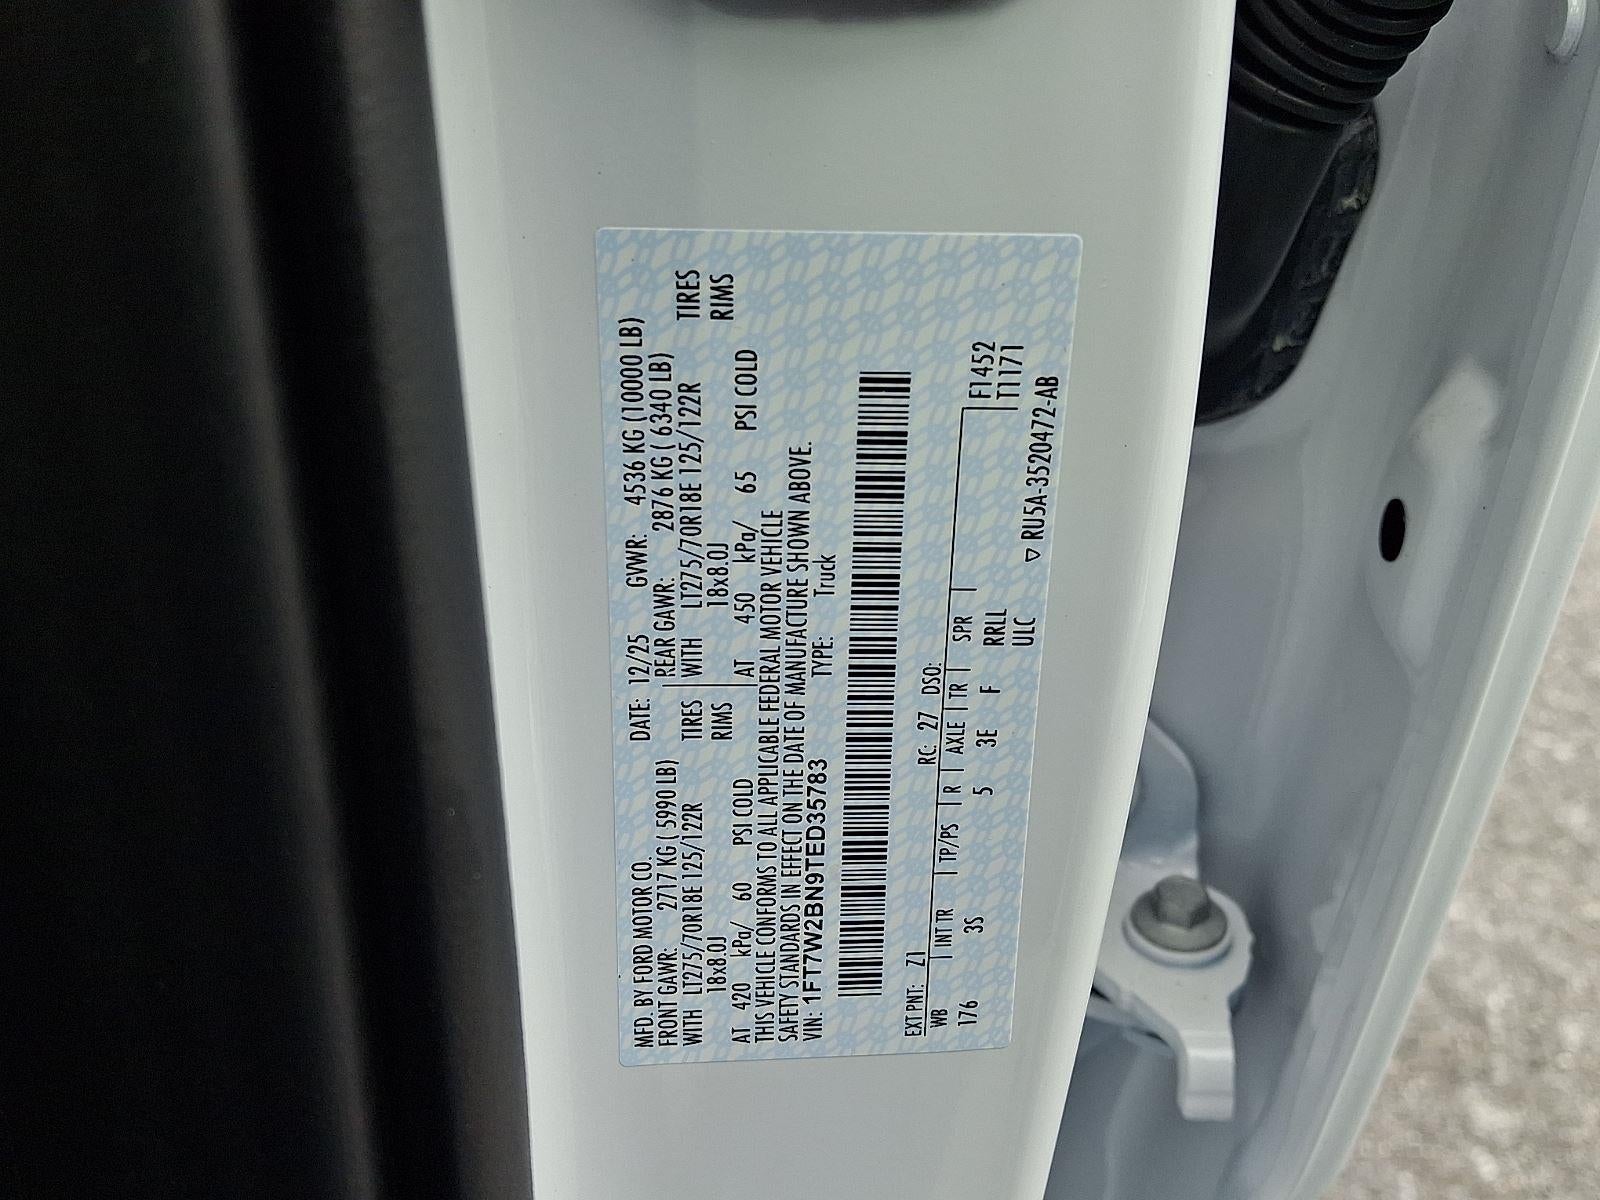 MFD. BY FORD MOTOR CO. DATE: 12/25 GVWR: 4536 KG (10000 LB)
FRONT GAWR: 2717 KG ( 5990 LB) REAR GAWR: 2876 KG ( 6340 LB)
WITH LT275/70R18E 125/122R TIRES WITH LT275/70R18E 125/122R TIRES
18x8.0J RIMS 18x8.0J RIMS
AT 420 kPa/ 60 PSI COLD AT 450 kPa/ 65 PSI COLD
THIS VEHICLE CONFORMS TO ALL APPLICABLE FEDERAL MOTOR VEHICLE
SAFETY STANDARDS IN EFFECT ON THE DATE OF MANUFACTURE SHOWN ABOVE.
VIN: 1FT7W2BN9TED35783 TYPE: Truck
EXT PNT: Z1 RC: 27 DSO:
WB INT TR TP/PS R AXLE TR SPR F1452
176 3S 5 3E F RRLL T1171
ULC ▽ RU5A-3520472-AB